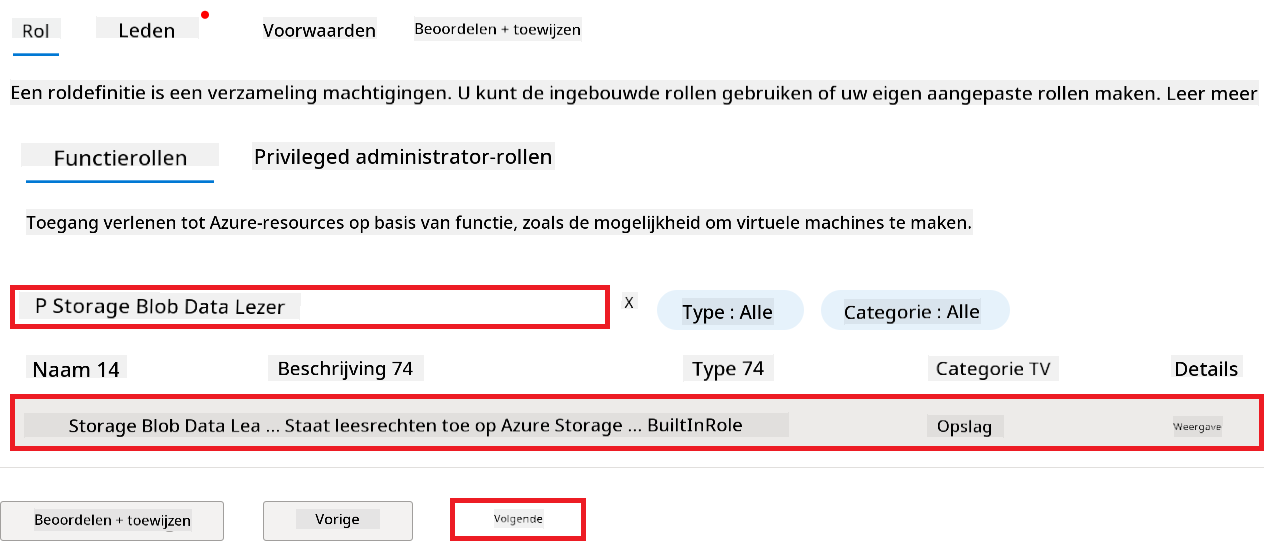 Rol Leden Voorwaarden Beoordelen + toewijzen
Een roldefinitie is een verzameling machtigingen. U kunt de ingebouwde rollen gebruiken of uw eigen aangepaste rollen maken. Leer meer
Functierollen Privileged administrator-rollen
Toegang verlenen tot Azure-resources op basis van functie, zoals de mogelijkheid om virtuele machines te maken.
P Storage Blob Data Lezer X Type : Alle Categorie : Alle
Naam 14 Beschrijving 74 Type 74 Categorie TV Details
Storage Blob Data Lea ... Staat leesrechten toe op Azure Storage ... BuiltInRole Opslag Weergave
Beoordelen + toewijzen Vorige Volgende